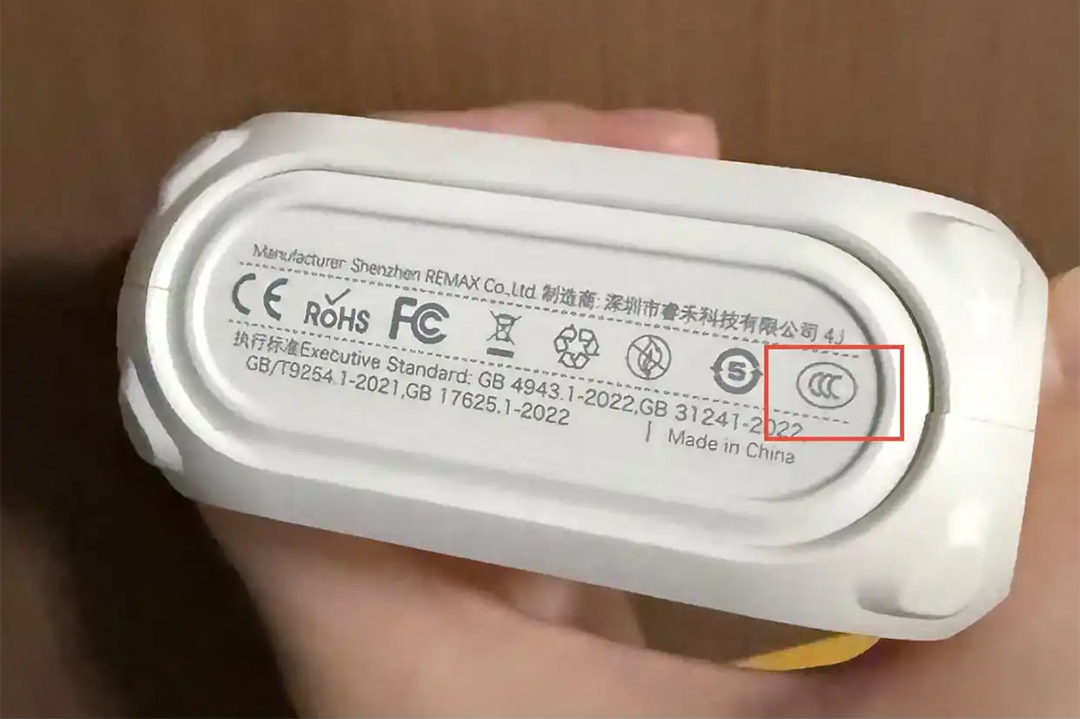 Manufacturer Shenzhen REMAX Co.,Ltd 制造商: 深圳市睿禾科技有限公司 4J
CE RoHS FC 5 CCC
执行标准Executive Standard: GB 4943.1-2022,GB 31241-2022,
GB/T9254.1-2021,GB 17625.1-2022
| Made in China